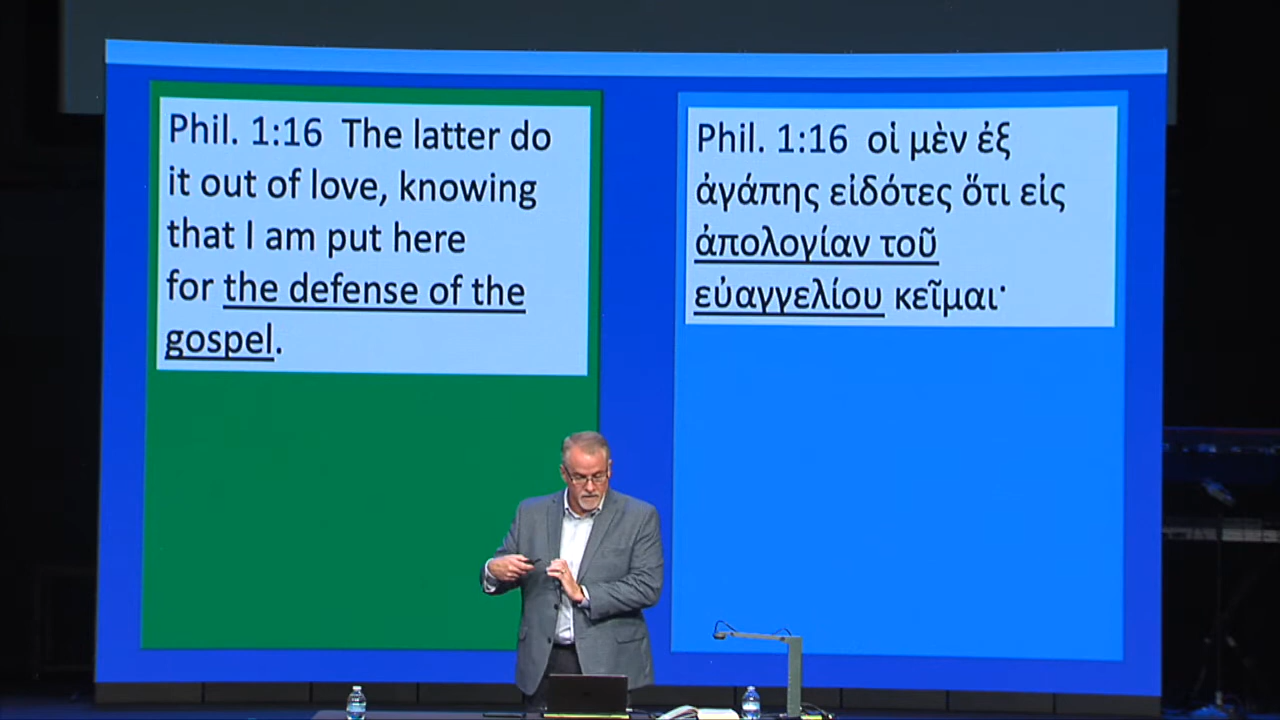 Phil. 1:16 The latter do
it out of love, knowing
that I am put here
for the defense of the
gospel.
Phil. 1:16 οἱ μὲν ἐξ
ἀγάπης εἰδότες ὅτι εἰς
ἀπολογίαν τοῦ
εὐαγγελίου κεῖμαι·